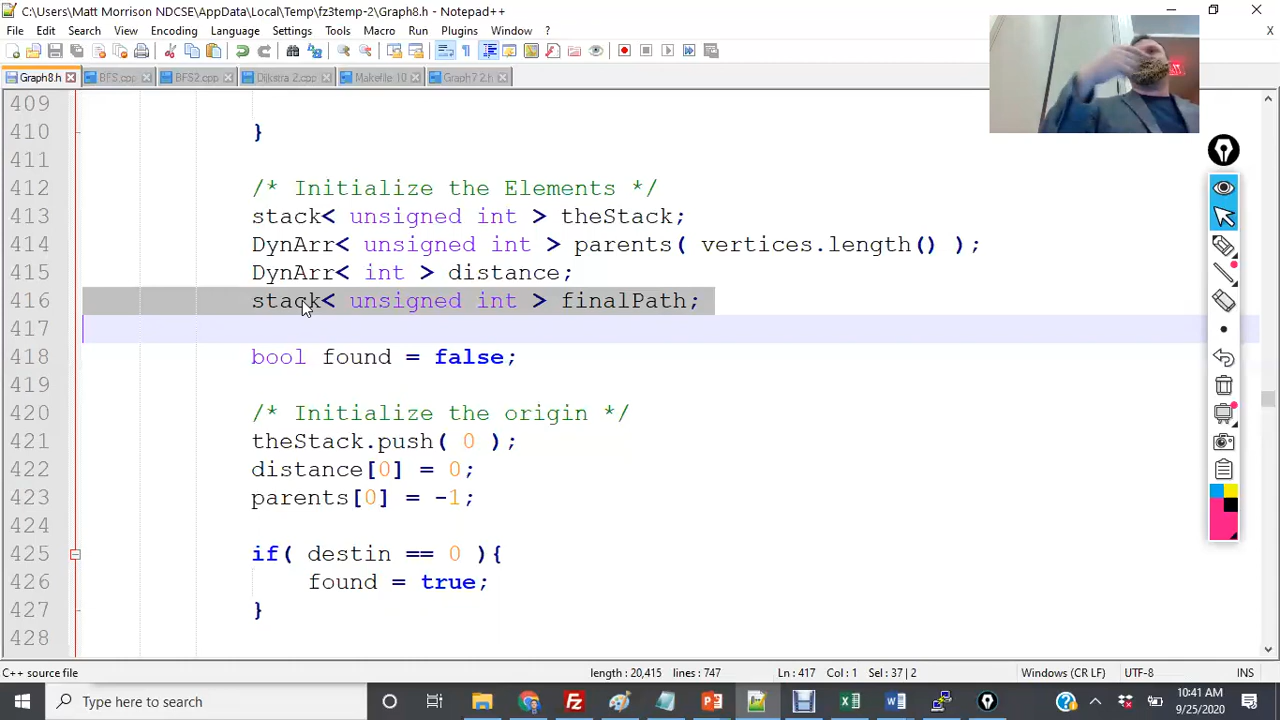 C:\Users\Matt Morrison NDCSE\AppData\Local\Temp\fz3temp-2\Graph8.h - Notepad++
File Edit Search View Encoding Language Settings Tools Macro Run Plugins Window ? X
Graph8.h BFS.cpp BFS2.cpp Dijkstra 2.cpp Makefile 10 Graph7 2.h
409
410 }
411
412 /* Initialize the Elements */
413 stack< unsigned int > theStack;
414 DynArr< unsigned int > parents( vertices.length() );
415 DynArr< int > distance;
416 stack< unsigned int > finalPath;
417
418 bool found = false;
419
420 /* Initialize the origin */
421 theStack.push( 0 );
422 distance[0] = 0;
423 parents[0] = -1;
424
425 if( destin == 0 ){
426 found = true;
427 }
428
C++ source file length : 20,415 lines : 747 Ln : 417 Col : 1 Sel : 37 | 2 Windows (CR LF) UTF-8 INS
Type here to search 10:41 AM
9/25/2020